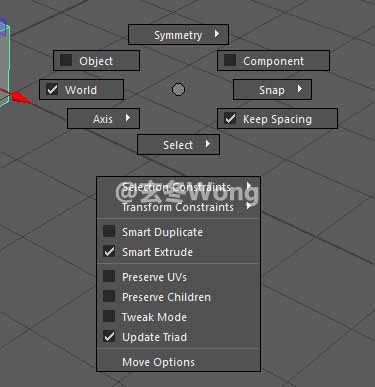 Symmetry
Object
Component
World
Snap
Axis
Keep Spacing
Select
Selection Constraints
@玄冬Wong
Transform Constraints
Smart Duplicate
Smart Extrude
Preserve UVs
Preserve Children
Tweak Mode
Update Triad
Move Options